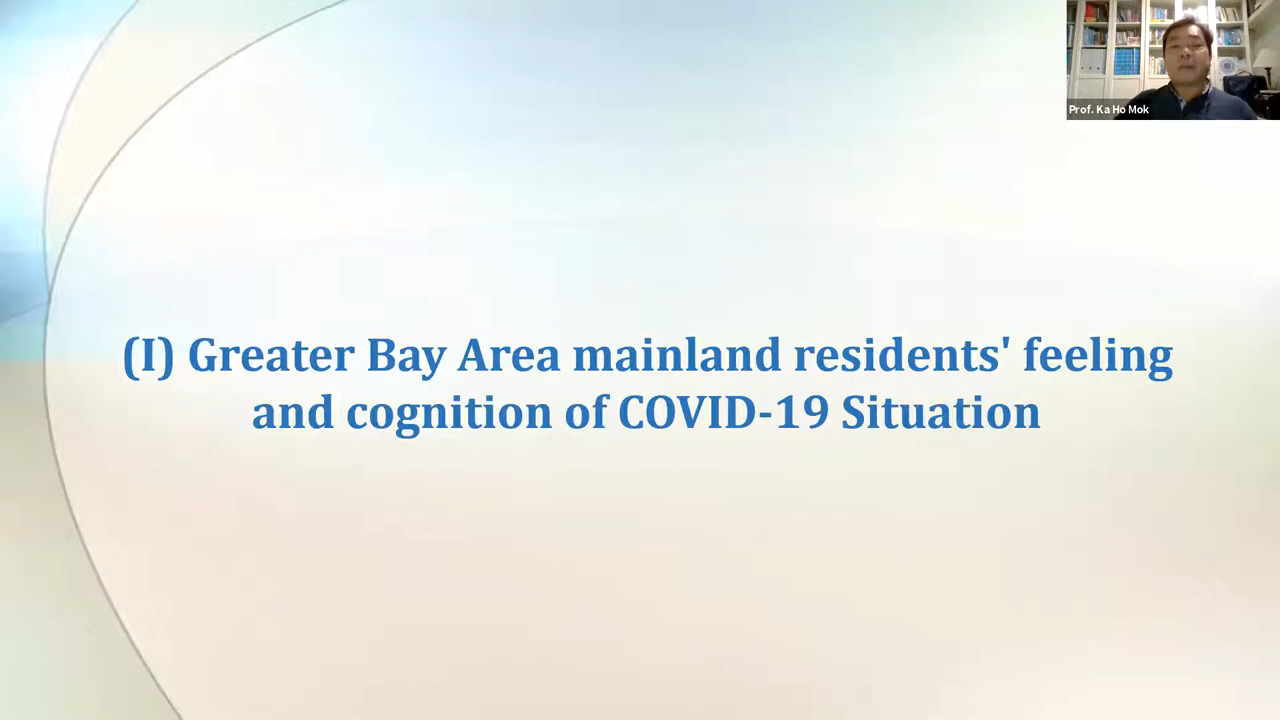 Prof. Ka Ho Mok
(I) Greater Bay Area mainland residents' feeling
and cognition of COVID-19 Situation